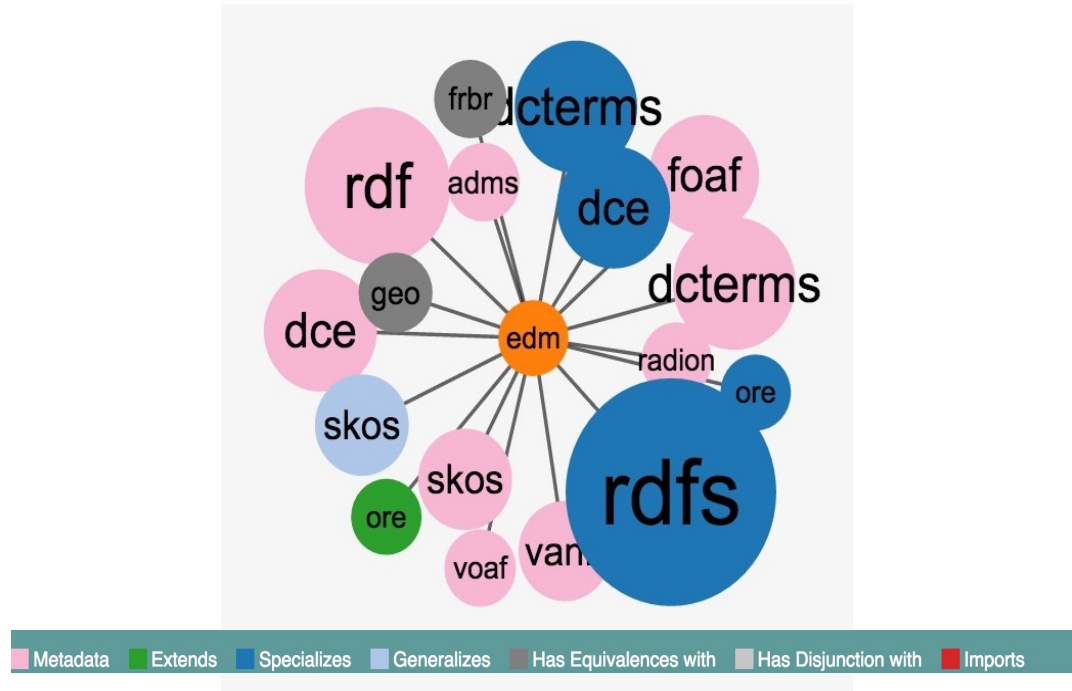 frbr
dcterms
rdf
adms
foaf
dce
dcterms
geo
dce
edm
radion
ore
skos
skos
rdfs
ore
voaf
Metadata Extends Specializes Generalizes Has Equivalences with Has Disjunction with Imports